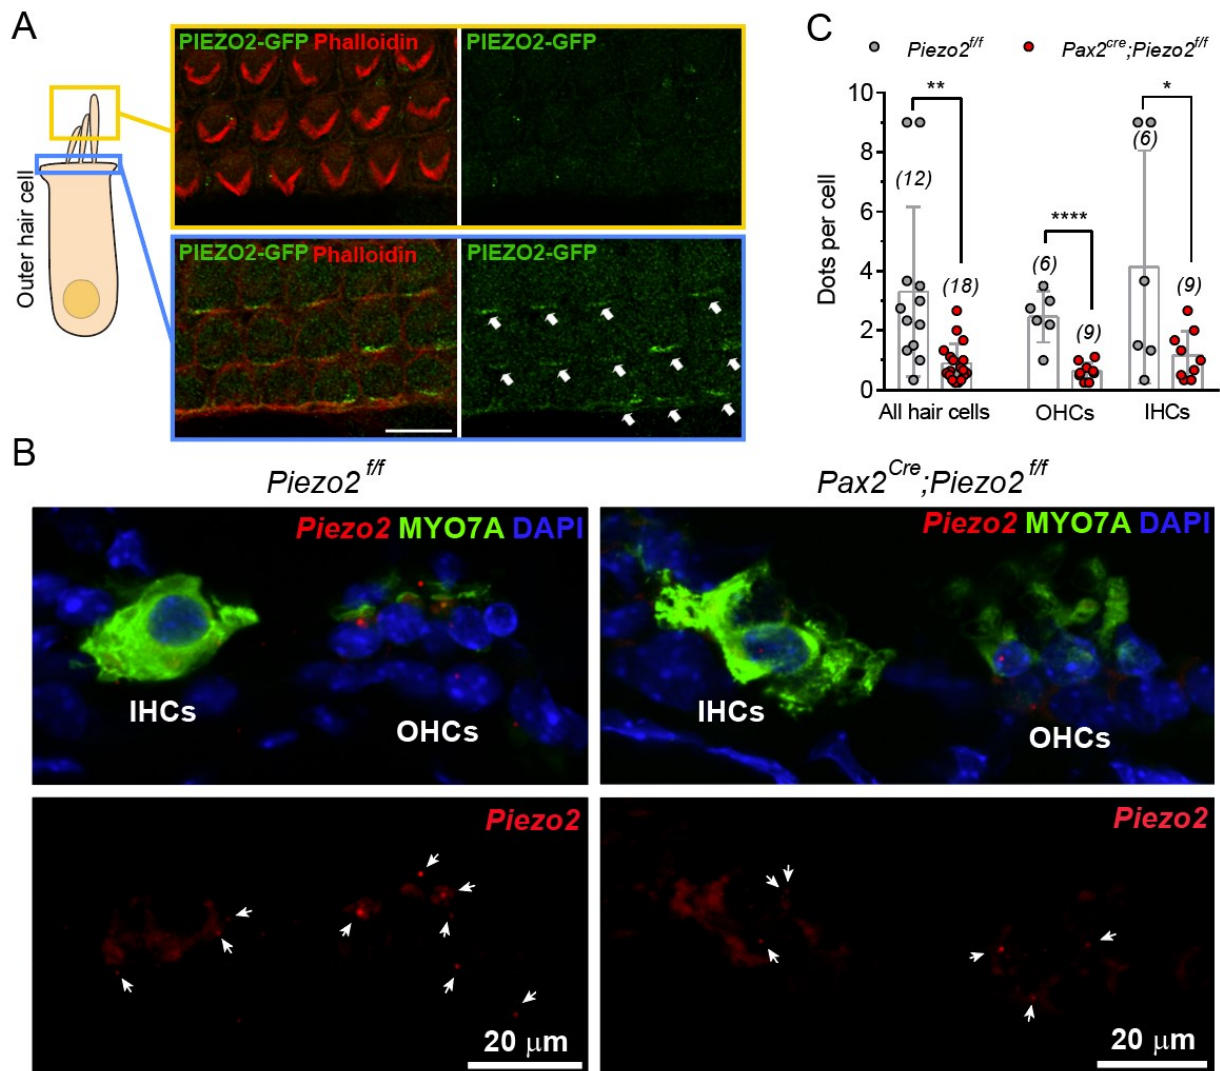 A
PIEZO2-GFP Phalloidin
PIEZO2-GFP
Outer hair cell
PIEZO2-GFP Phalloidin
PIEZO2-GFP
C
Piezo2f/f
Pax2cre;Piezo2f/f
Dots per cell
10
8
6
4
2
0
**
****
*
(12)
(18)
(6)
(9)
(6)
(9)
All hair cells
OHCs
IHCs
B
Piezo2 f/f
Pax2Cre;Piezo2f/f
Piezo2 MYO7A DAPI
IHCs
OHCs
Piezo2 MYO7A DAPI
IHCs
OHCs
Piezo2
20 μm
Piezo2
20 μm